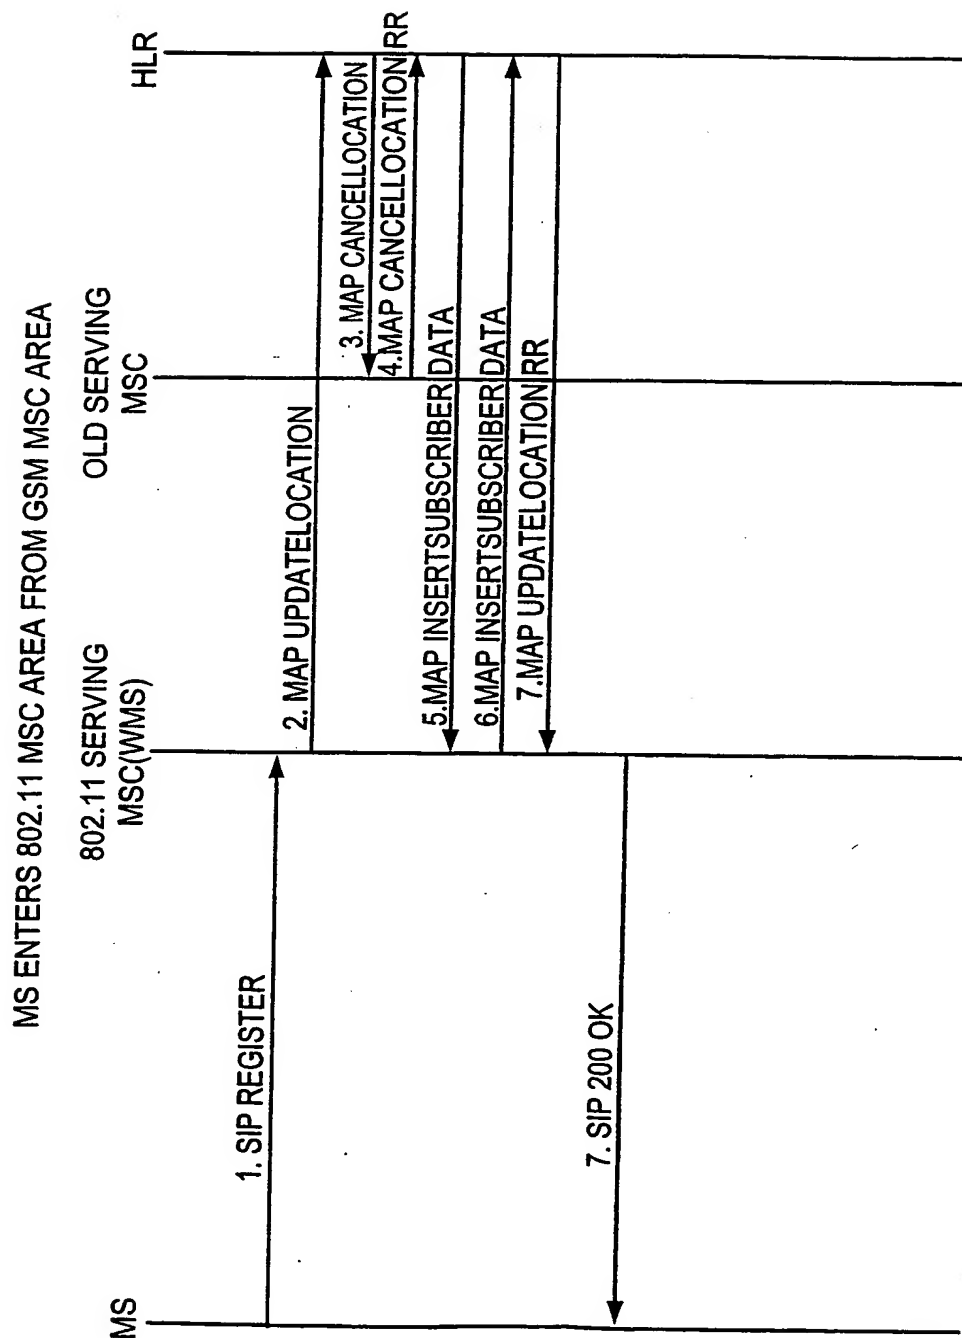 MS ENTERS 802.11 MSC AREA FROM GSM MSC AREA
MS
802.11 SERVING
MSC(WMS)
OLD SERVING
MSC
HLR
1. SIP REGISTER
2. MAP UPDATELOCATION
3. MAP CANCELLOCATION
4.MAP CANCELLOCATION RR
5.MAP INSERTSUBSCRIBER DATA
6.MAP INSERTSUBSCRIBER DATA
7.MAP UPDATELOCATION RR
7. SIP 200 OK